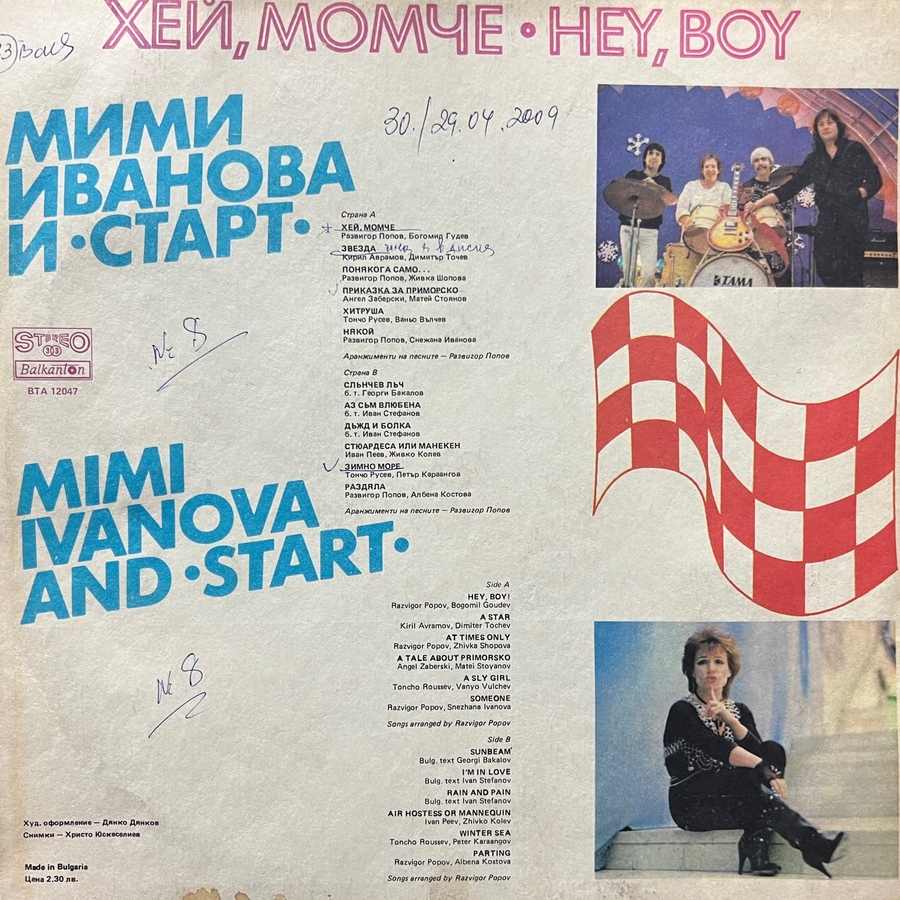 ХЕЙ, МОМЧЕ • HEY, BOY
МИМИ
ИВАНОВА
И •СТАРТ•
30./29.04.2009
Страна А
ХЕЙ, МОМЧЕ
Развигор Попов, Богомил Гудев
ЗВЕЗДА
Кирил Аврамов, Димитър Точев
ПОНЯКОГА САМО...
Развигор Попов, Живка Шопова
ПРИКАЗКА ЗА ПРИМОРСКО
Ангел Заберски, Матей Стоянов
ХИТРУША
Тончо Русев, Ваньо Вълчев
НЯКОЙ
Развигор Попов, Снежана Иванова
Аранжименти на песните — Развигор Попов
Страна В
СЛЪНЧЕВ ЛЪЧ
б. т. Георги Бакалов
АЗ СЪМ ВЛЮБЕНА
б. т. Иван Стефанов
ДЪЖД И БОЛКА
б. т. Иван Стефанов
СТЮАРДЕСА ИЛИ МАНЕКЕН
Иван Пеев, Живко Колев
ЗИМНО МОРЕ
Тончо Русев, Петър Караангов
РАЗДЯЛА
Развигор Попов, Албена Костова
Аранжименти на песните — Развигор Попов
TAMA
STEREO
33
Balkanton
ВТА 12047
№ 8
MIMI
IVANOVA
AND •START•
Side A
HEY, BOY!
Razvigor Popov, Bogomil Goudev
A STAR
Kiril Avramov, Dimiter Tochev
AT TIMES ONLY
Razvigor Popov, Zhivka Shopova
A TALE ABOUT PRIMORSKO
Angel Zaberski, Matei Stoyanov
A SLY GIRL
Toncho Roussev, Vanyo Vulchev
SOMEONE
Razvigor Popov, Snezhana Ivanova
Songs arranged by Razvigor Popov
Side B
SUNBEAM
Bulg. text Georgi Bakalov
I'M IN LOVE
Bulg. text Ivan Stefanov
RAIN AND PAIN
Bulg. text Ivan Stefanov
AIR HOSTESS OR MANNEQUIN
Ivan Peev, Zhivko Kolev
WINTER SEA
Toncho Roussev, Peter Karaangov
PARTING
Razvigor Popov, Albena Kostova
Songs arranged by Razvigor Popov
№ 8
Худ. оформление — Дянко Дянков
Снимки — Христо Юскеселиев
Made in Bulgaria
Цена 2.30 лв.